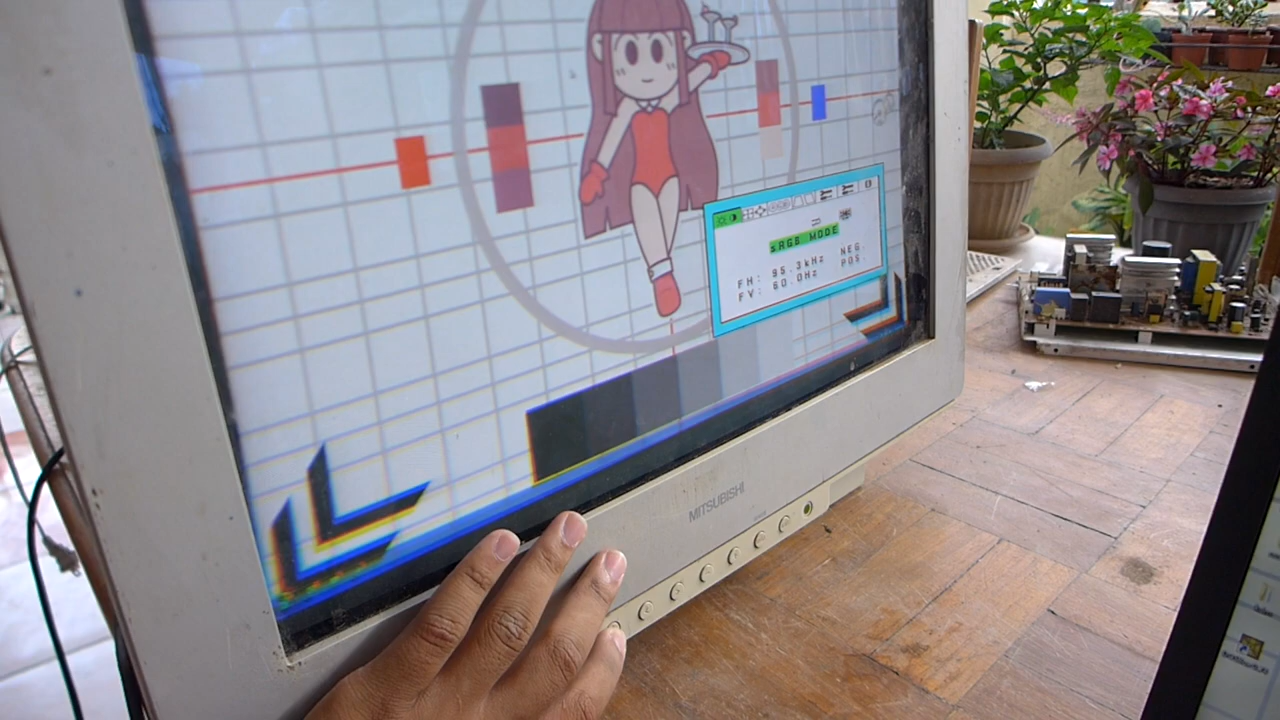 sRGB MODE
FH: 95.3kHz NEG.
FV: 60.0Hz POS.
MITSUBISHI